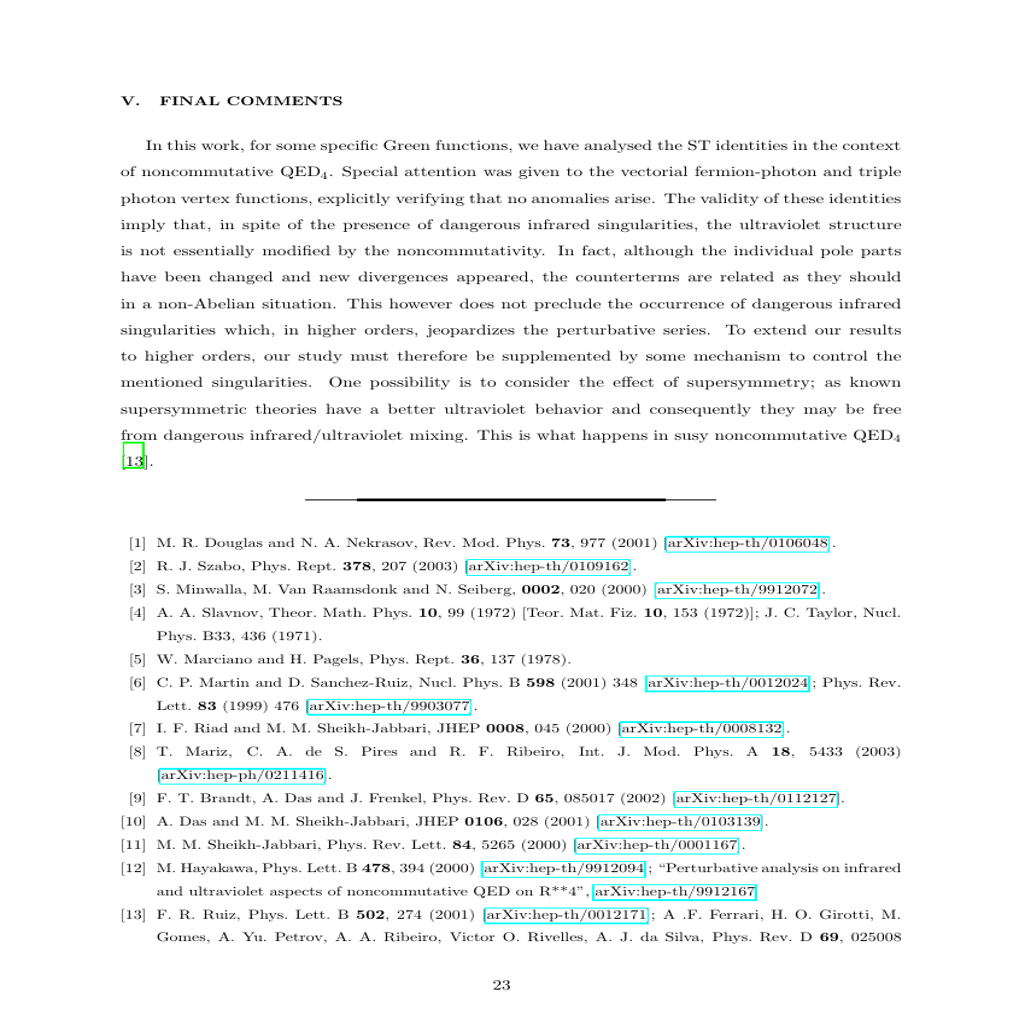 V. FINAL COMMENTS
In this work, for some specific Green functions, we have analysed the ST identities in the context
of noncommutative QED₄. Special attention was given to the vectorial fermion-photon and triple
photon vertex functions, explicitly verifying that no anomalies arise. The validity of these identities
imply that, in spite of the presence of dangerous infrared singularities, the ultraviolet structure
is not essentially modified by the noncommutativity. In fact, although the individual pole parts
have been changed and new divergences appeared, the counterterms are related as they should
in a non-Abelian situation. This however does not preclude the occurrence of dangerous infrared
singularities which, in higher orders, jeopardizes the perturbative series. To extend our results
to higher orders, our study must therefore be supplemented by some mechanism to control the
mentioned singularities. One possibility is to consider the effect of supersymmetry; as known
supersymmetric theories have a better ultraviolet behavior and consequently they may be free
from dangerous infrared/ultraviolet mixing. This is what happens in susy noncommutative QED₄
[13].
[1] M. R. Douglas and N. A. Nekrasov, Rev. Mod. Phys. 73, 977 (2001) [arXiv:hep-th/0106048].
[2] R. J. Szabo, Phys. Rept. 378, 207 (2003) [arXiv:hep-th/0109162].
[3] S. Minwalla, M. Van Raamsdonk and N. Seiberg, 0002, 020 (2000) [arXiv:hep-th/9912072].
[4] A. A. Slavnov, Theor. Math. Phys. 10, 99 (1972) [Teor. Mat. Fiz. 10, 153 (1972)]; J. C. Taylor, Nucl.
Phys. B33, 436 (1971).
[5] W. Marciano and H. Pagels, Phys. Rept. 36, 137 (1978).
[6] C. P. Martin and D. Sanchez-Ruiz, Nucl. Phys. B 598 (2001) 348 [arXiv:hep-th/0012024]; Phys. Rev.
Lett. 83 (1999) 476 [arXiv:hep-th/9903077].
[7] I. F. Riad and M. M. Sheikh-Jabbari, JHEP 0008, 045 (2000) [arXiv:hep-th/0008132].
[8] T. Mariz, C. A. de S. Pires and R. F. Ribeiro, Int. J. Mod. Phys. A 18, 5433 (2003)
[arXiv:hep-ph/0211416].
[9] F. T. Brandt, A. Das and J. Frenkel, Phys. Rev. D 65, 085017 (2002) [arXiv:hep-th/0112127].
[10] A. Das and M. M. Sheikh-Jabbari, JHEP 0106, 028 (2001) [arXiv:hep-th/0103139].
[11] M. M. Sheikh-Jabbari, Phys. Rev. Lett. 84, 5265 (2000) [arXiv:hep-th/0001167].
[12] M. Hayakawa, Phys. Lett. B 478, 394 (2000) [arXiv:hep-th/9912094]; “Perturbative analysis on infrared
and ultraviolet aspects of noncommutative QED on R**4”, arXiv:hep-th/9912167
[13] F. R. Ruiz, Phys. Lett. B 502, 274 (2001) [arXiv:hep-th/0012171]; A .F. Ferrari, H. O. Girotti, M.
Gomes, A. Yu. Petrov, A. A. Ribeiro, Victor O. Rivelles, A. J. da Silva, Phys. Rev. D 69, 025008
23